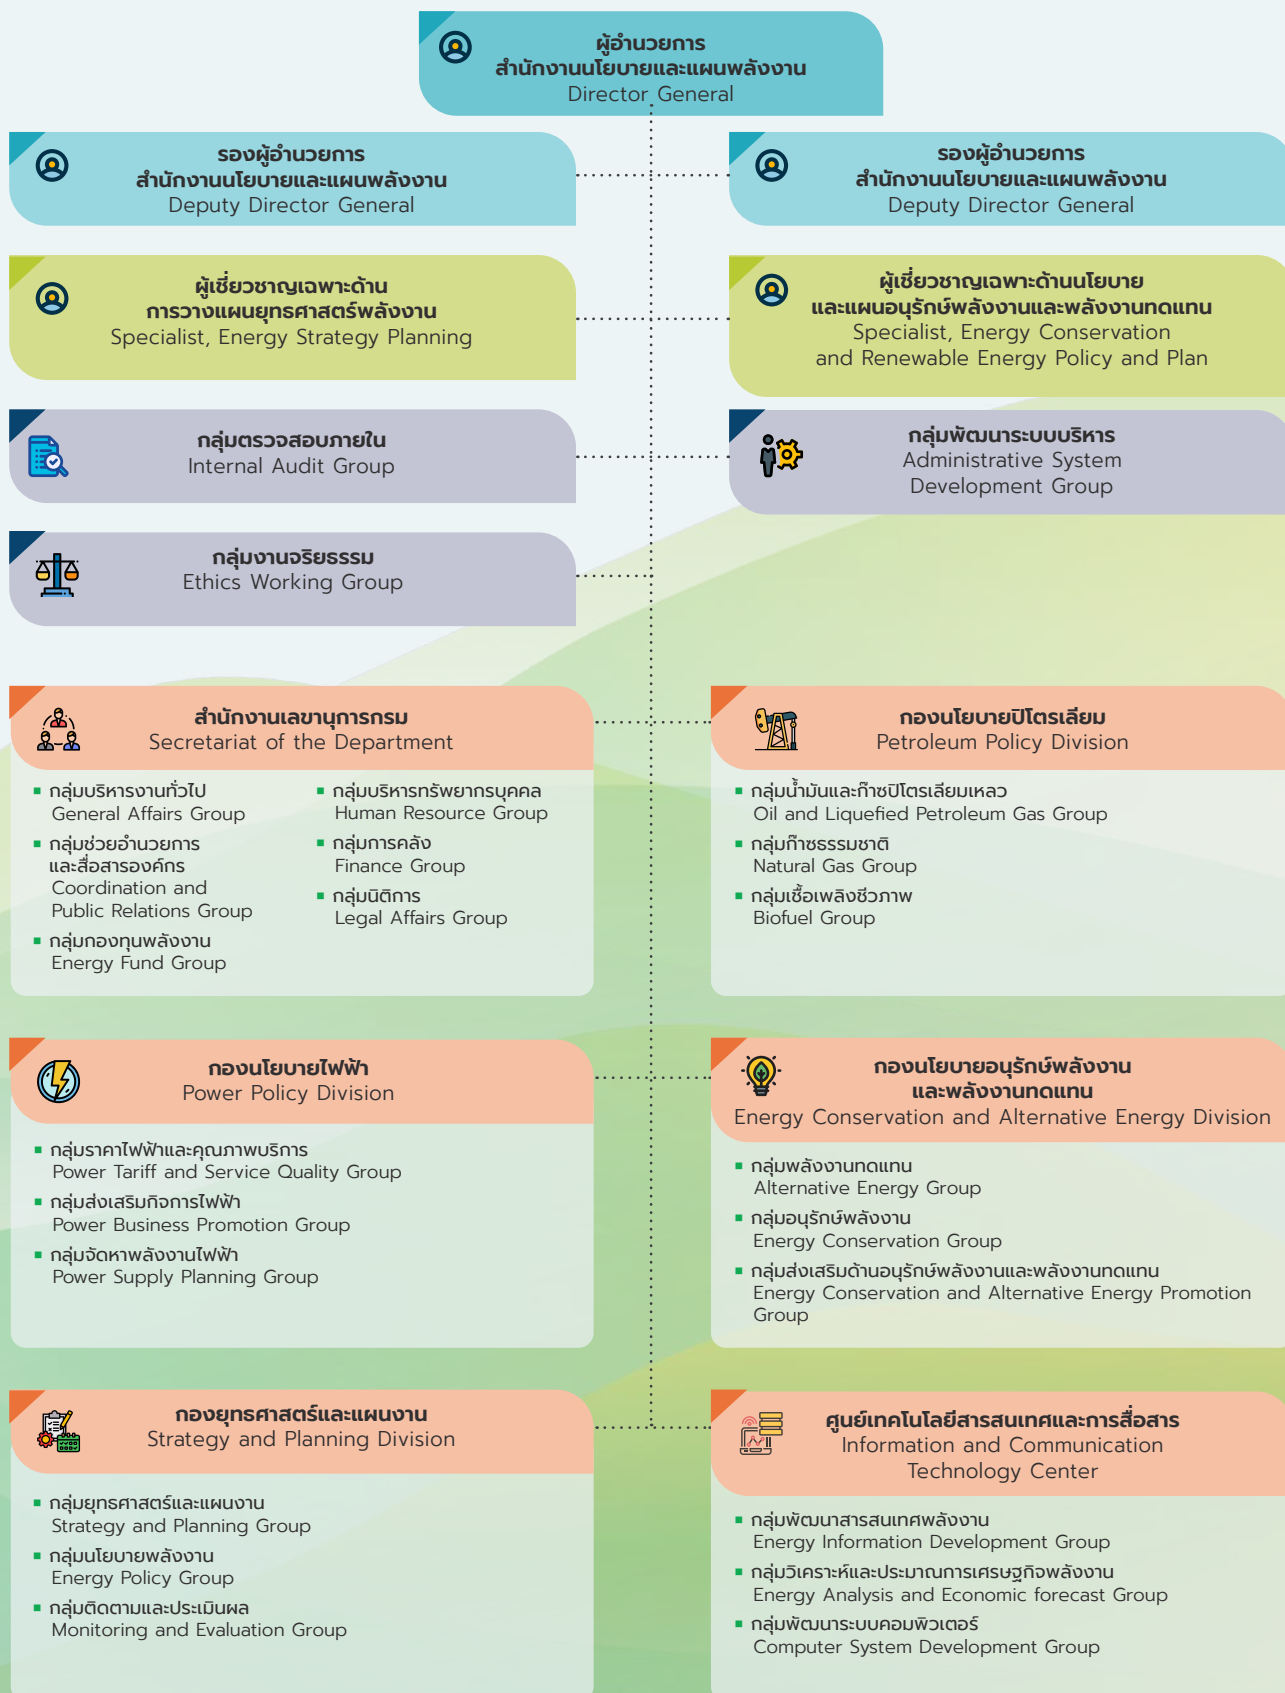 ผู้อำนวยการ
สำนักงานนโยบายและแผนพลังงาน
Director General
รองผู้อำนวยการ
สำนักงานนโยบายและแผนพลังงาน
Deputy Director General
รองผู้อำนวยการ
สำนักงานนโยบายและแผนพลังงาน
Deputy Director General
ผู้เชี่ยวชาญเฉพาะด้าน
การวางแผนยุทธศาสตร์พลังงาน
Specialist, Energy Strategy Planning
ผู้เชี่ยวชาญเฉพาะด้านนโยบาย
และแผนอนุรักษ์พลังงานและพลังงานทดแทน
Specialist, Energy Conservation
and Renewable Energy Policy and Plan
กลุ่มตรวจสอบภายใน
Internal Audit Group
กลุ่มพัฒนาระบบบริหาร
Administrative System
Development Group
กลุ่มงานจริยธรรม
Ethics Working Group
สำนักงานเลขานุการกรม
Secretariat of the Department
กลุ่มบริหารงานทั่วไป
General Affairs Group
กลุ่มช่วยอำนวยการ
และสื่อสารองค์กร
Coordination and
Public Relations Group
กลุ่มกองทุนพลังงาน
Energy Fund Group
กลุ่มบริหารทรัพยากรบุคคล
Human Resource Group
กลุ่มการคลัง
Finance Group
กลุ่มนิติการ
Legal Affairs Group
กองนโยบายปิโตรเลียม
Petroleum Policy Division
กลุ่มน้ำมันและก๊าซปิโตรเลียมเหลว
Oil and Liquefied Petroleum Gas Group
กลุ่มก๊าซธรรมชาติ
Natural Gas Group
กลุ่มเชื้อเพลิงชีวภาพ
Biofuel Group
กองนโยบายไฟฟ้า
Power Policy Division
กลุ่มราคาไฟฟ้าและคุณภาพบริการ
Power Tariff and Service Quality Group
กลุ่มส่งเสริมกิจการไฟฟ้า
Power Business Promotion Group
กลุ่มจัดหาพลังงานไฟฟ้า
Power Supply Planning Group
กองนโยบายอนุรักษ์พลังงาน
และพลังงานทดแทน
Energy Conservation and Alternative Energy Division
กลุ่มพลังงานทดแทน
Alternative Energy Group
กลุ่มอนุรักษ์พลังงาน
Energy Conservation Group
กลุ่มส่งเสริมด้านอนุรักษ์พลังงานและพลังงานทดแทน
Energy Conservation and Alternative Energy Promotion
Group
กองยุทธศาสตร์และแผนงาน
Strategy and Planning Division
กลุ่มยุทธศาสตร์และแผนงาน
Strategy and Planning Group
กลุ่มนโยบายพลังงาน
Energy Policy Group
กลุ่มติดตามและประเมินผล
Monitoring and Evaluation Group
ศูนย์เทคโนโลยีสารสนเทศและการสื่อสาร
Information and Communication
Technology Center
กลุ่มพัฒนาสารสนเทศพลังงาน
Energy Information Development Group
กลุ่มวิเคราะห์และประมาณการเศรษฐกิจพลังงาน
Energy Analysis and Economic forecast Group
กลุ่มพัฒนาระบบคอมพิวเตอร์
Computer System Development Group